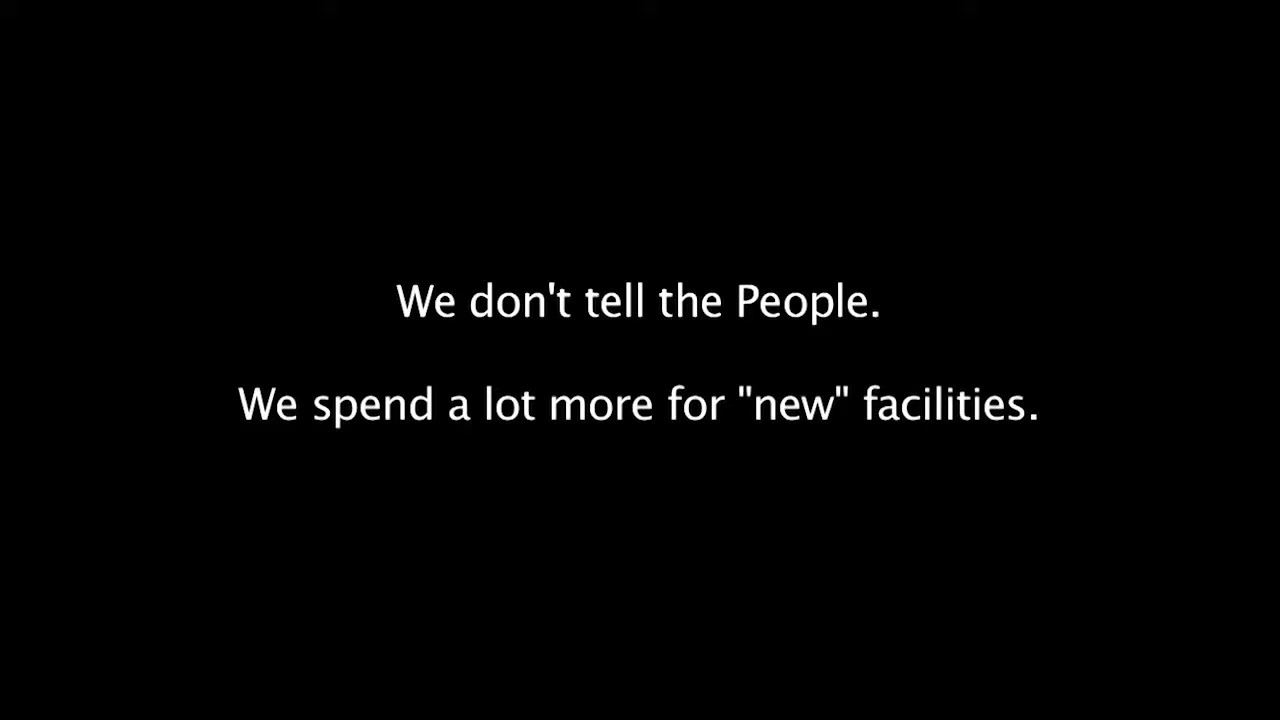 We don't tell the People.
We spend a lot more for "new" facilities.